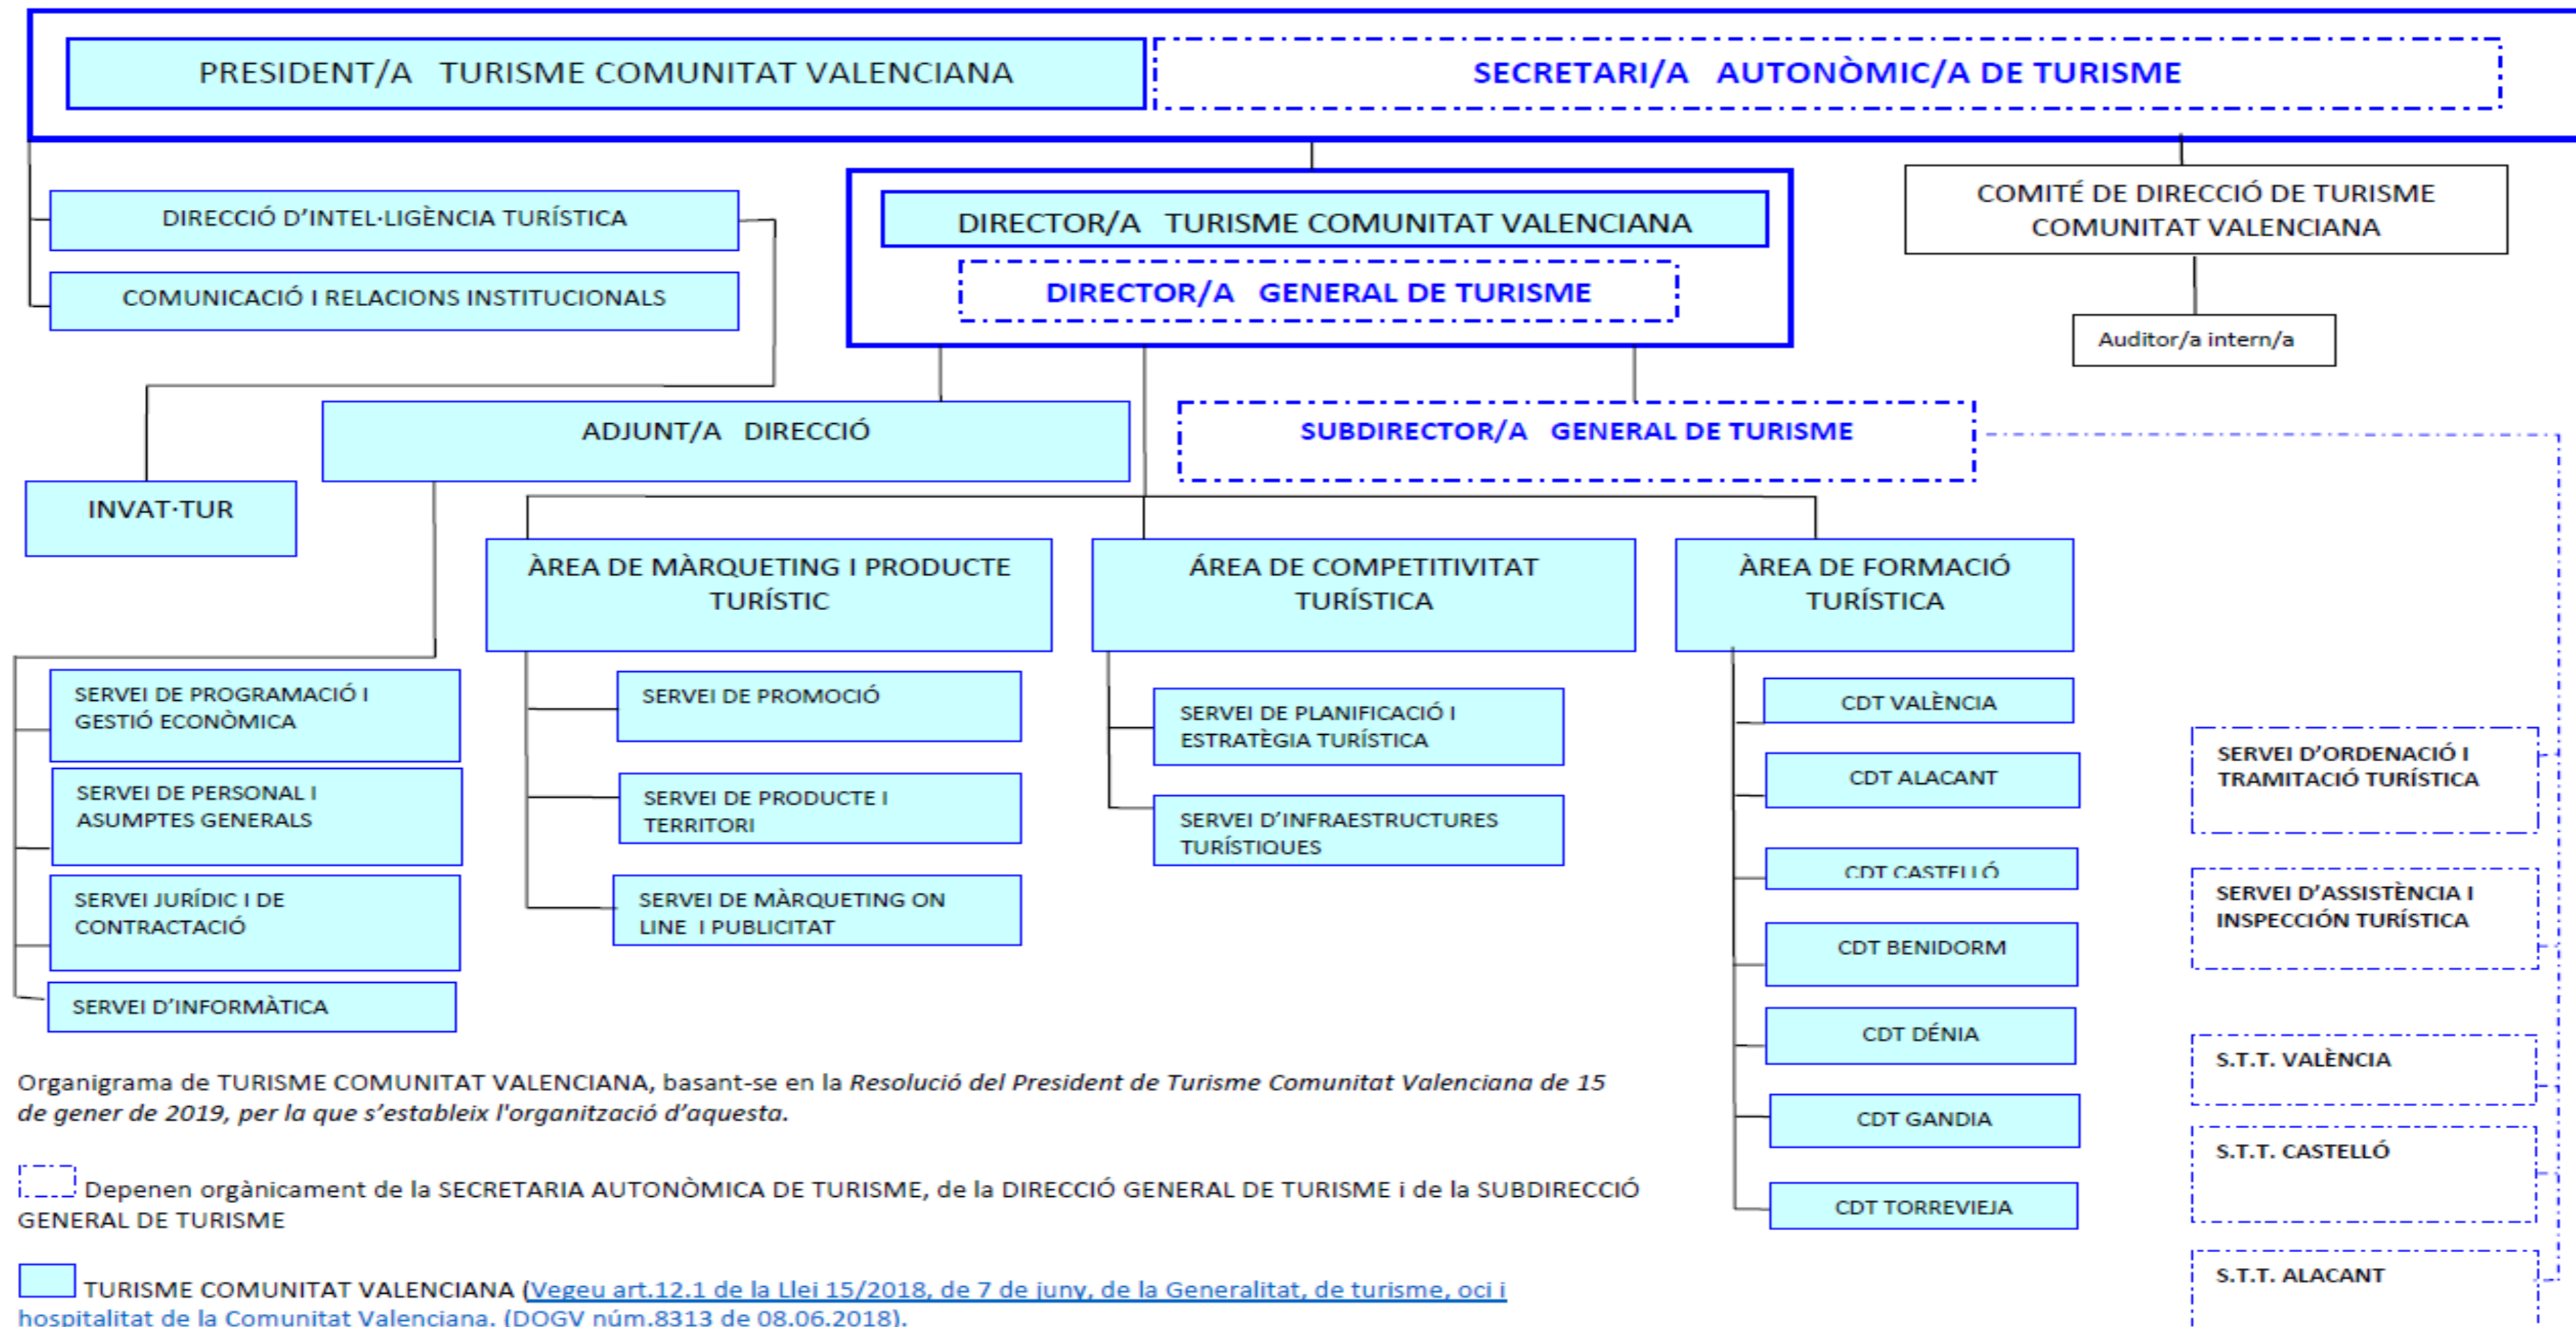 PRESIDENT/A TURISME COMUNITAT VALENCIANA
SECRETARI/A AUTONÒMIC/A DE TURISME
DIRECCIÓ D'INTEL·LIGÈNCIA TURÍSTICA
COMUNICACIÓ I RELACIONS INSTITUCIONALS
DIRECTOR/A TURISME COMUNITAT VALENCIANA
DIRECTOR/A GENERAL DE TURISME
COMITÉ DE DIRECCIÓ DE TURISME
COMUNITAT VALENCIANA
Auditor/a intern/a
ADJUNT/A DIRECCIÓ
SUBDIRECTOR/A GENERAL DE TURISME
INVAT·TUR
ÀREA DE MÀRQUETING I PRODUCTE
TURÍSTIC
ÁREA DE COMPETITIVITAT
TURÍSTICA
ÀREA DE FORMACIÓ
TURÍSTICA
SERVEI DE PROGRAMACIÓ I
GESTIÓ ECONÒMICA
SERVEI DE PERSONAL I
ASUMPTES GENERALS
SERVEI JURÍDIC I DE
CONTRACTACIÓ
SERVEI D'INFORMÀTICA
SERVEI DE PROMOCIÓ
SERVEI DE PRODUCTE I
TERRITORI
SERVEI DE MÀRQUETING ON
LINE I PUBLICITAT
SERVEI DE PLANIFICACIÓ I
ESTRATÈGIA TURÍSTICA
SERVEI D'INFRAESTRUCTURES
TURÍSTIQUES
CDT VALÈNCIA
CDT ALACANT
CDT CASTELLÓ
CDT BENIDORM
CDT DÉNIA
CDT GANDIA
CDT TORREVIEJA
SERVEI D'ORDENACIÓ I
TRAMITACIÓ TURÍSTICA
SERVEI D'ASSISTÈNCIA I
INSPECCIÓN TURÍSTICA
S.T.T. VALÈNCIA
S.T.T. CASTELLÓ
S.T.T. ALACANT
Organigrama de TURISME COMUNITAT VALENCIANA, basant-se en la Resolució del President de Turisme Comunitat Valenciana de 15
de gener de 2019, per la que s'estableix l'organització d'aquesta.
Depenen orgànicament de la SECRETARIA AUTONÒMICA DE TURISME, de la DIRECCIÓ GENERAL DE TURISME i de la SUBDIRECCIÓ
GENERAL DE TURISME
TURISME COMUNITAT VALENCIANA (Vegeu art.12.1 de la Llei 15/2018, de 7 de juny, de la Generalitat, de turisme, oci i
hospitalitat de la Comunitat Valenciana. (DOGV núm.8313 de 08.06.2018).